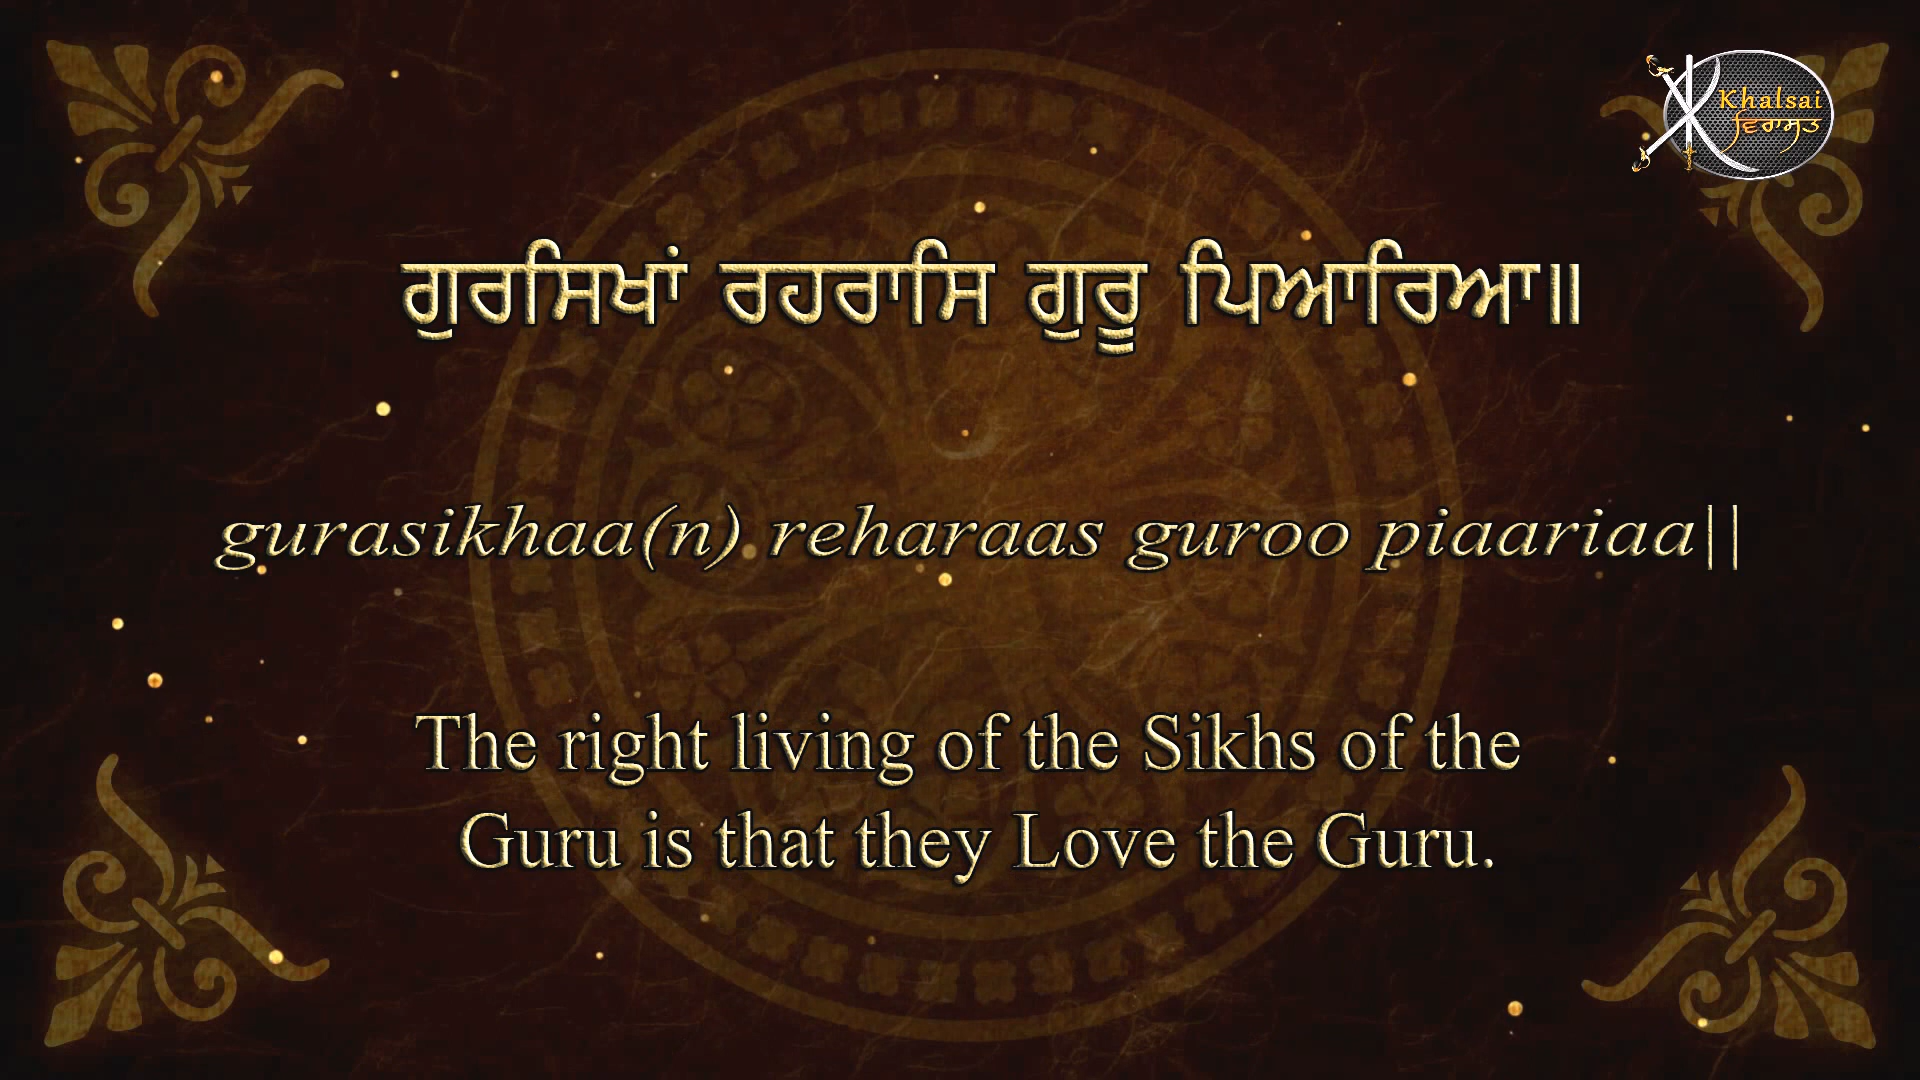 Khalsai
ਵਿਰਾਸਤ
ਗੁਰਸਿਖਾਂ ਰਹਰਾਸਿ ਗੁਰੂ ਪਿਆਰਿਆ॥
gurasikhaa(n) reharaas guroo piaariaa||
The right living of the Sikhs of the
Guru is that they Love the Guru.